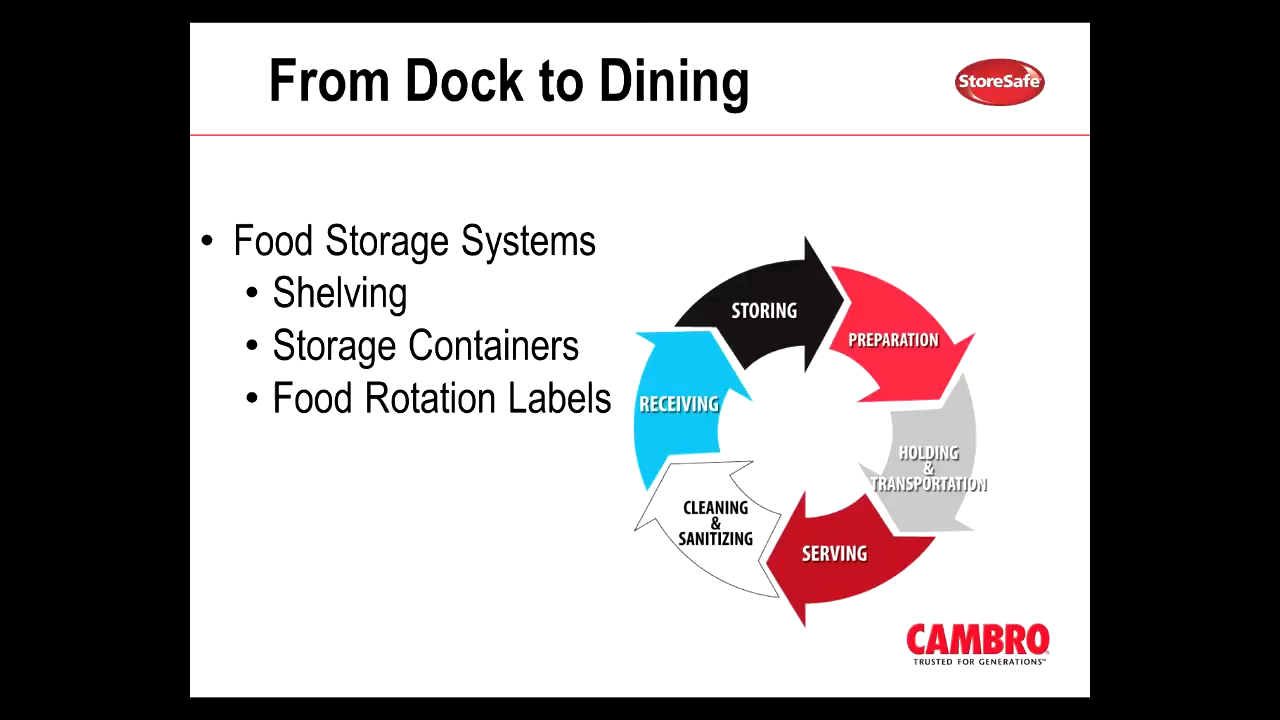 From Dock to Dining
StoreSafe
• Food Storage Systems
• Shelving
• Storage Containers
• Food Rotation Labels
STORING
PREPARATION
RECEIVING
HOLDING
&
TRANSPORTATION
CLEANING
&
SANITIZING
SERVING
CAMBRO
TRUSTED FOR GENERATIONS™